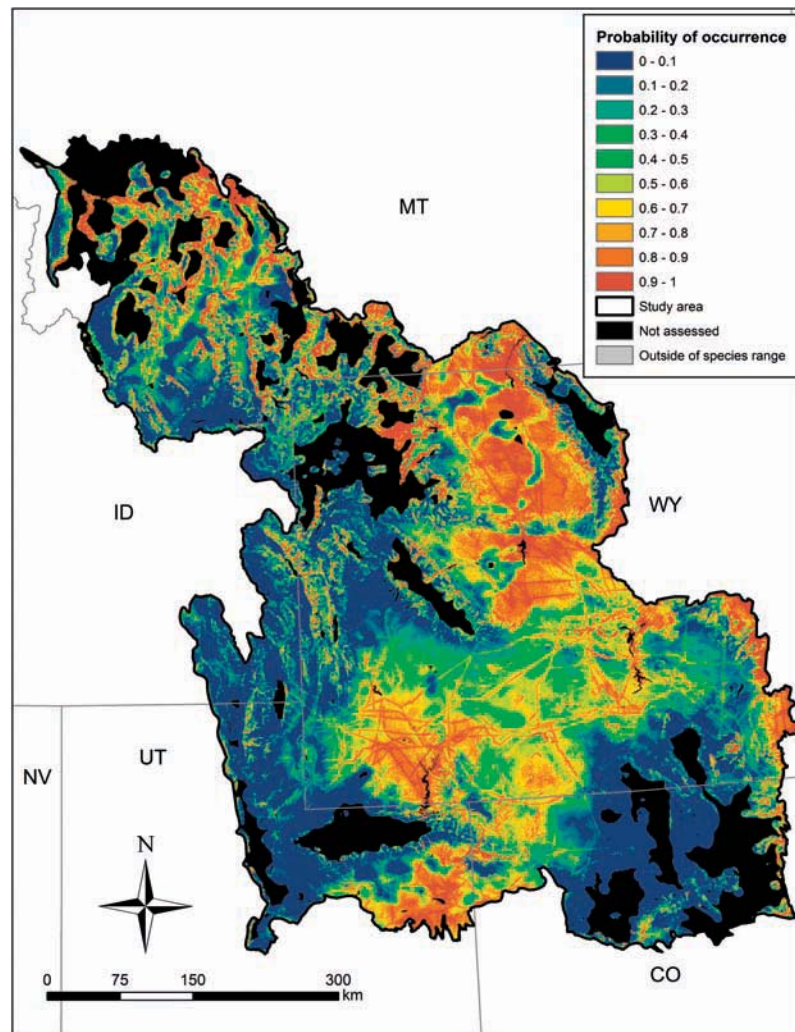 Probability of occurrence
0 - 0.1
0.1 - 0.2
0.2 - 0.3
0.3 - 0.4
0.4 - 0.5
0.5 - 0.6
0.6 - 0.7
0.7 - 0.8
0.8 - 0.9
0.9 - 1
Study area
Not assessed
Outside of species range
MT
ID
WY
UT
NV
N
CO
0 75 150 300
km